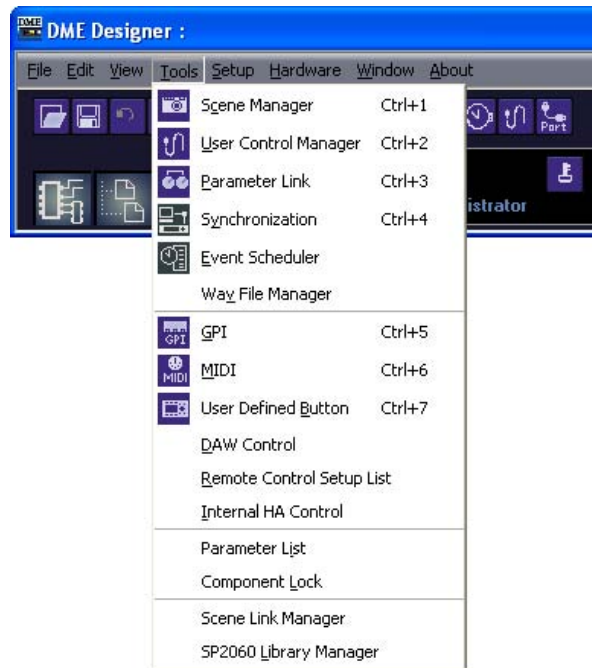 DME DME Designer :
File Edit View Tools Setup Hardware Window About
Port
Scene Manager Ctrl+1
User Control Manager Ctrl+2
Parameter Link Ctrl+3
istrator
Synchronization Ctrl+4
Event Scheduler
Wav File Manager
GPI GPI Ctrl+5
MIDI MIDI Ctrl+6
User Defined Button Ctrl+7
DAW Control
Remote Control Setup List
Internal HA Control
Parameter List
Component Lock
Scene Link Manager
SP2060 Library Manager